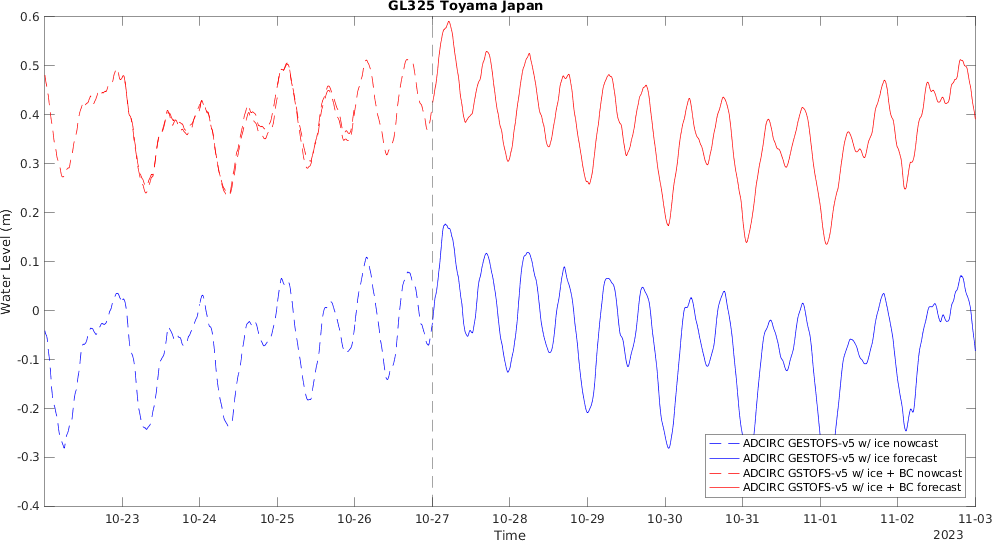 GL325 Toyama Japan
0.6
0.5
0.4
0.3
0.2
0.1
0
-0.1
-0.2
-0.3
-0.4
Water Level (m)
ADCIRC GESTOFS-v5 w/ ice nowcast
ADCIRC GESTOFS-v5 w/ ice forecast
ADCIRC GSTOFS-v5 w/ ice + BC nowcast
ADCIRC GSTOFS-v5 w/ ice + BC forecast
10-23 10-24 10-25 10-26 10-27 10-28 10-29 10-30 10-31 11-01 11-02 11-03
Time
2023